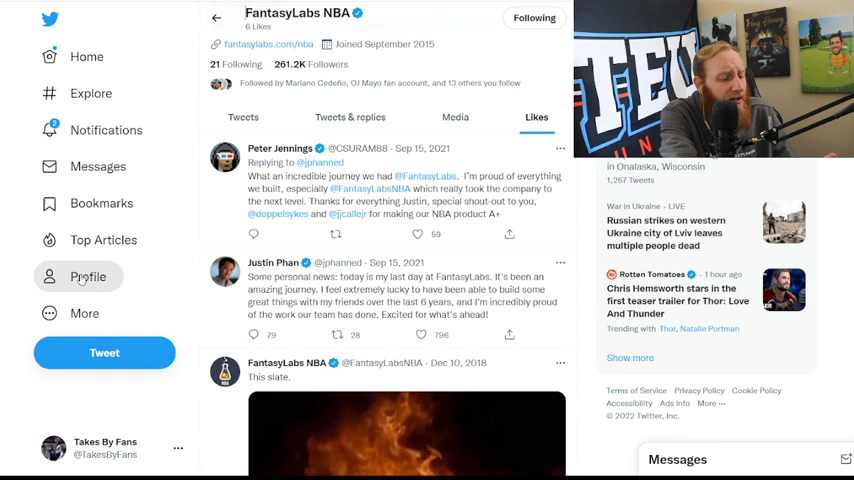 FantasyLabs NBA
6 Likes
Following
fantasylabs.com/nba Joined September 2015
21 Following 261.2K Followers
Followed by Mariano Cedeño, OJ Mayo fan account, and 13 others you follow
Tweets Tweets & replies Media Likes
Home
Explore
2
Notifications
Messages
Bookmarks
Top Articles
Profile
More
Tweet
Takes By Fans
@TakesByFans
Peter Jennings @CSURAM88 · Sep 15, 2021
Replying to @jphanned
What an incredible journey we had @FantasyLabs. I'm proud of everything
we built, especially @FantasyLabsNBA which really took the company to
the next level. Thanks for everything Justin, special shout-out to you,
@doppelsykes and @jjcallejr for making our NBA product A+
59
Justin Phan @jphanned · Sep 15, 2021
Some personal news: today is my last day at FantasyLabs. It's been an
amazing journey. I feel extremely lucky to have been able to build some
great things with my friends over the last 6 years, and I'm incredibly proud
of the work our team has done. Excited for what's ahead!
79 28 796
FantasyLabs NBA @FantasyLabsNBA · Dec 10, 2018
This slate.
in Onalaska, Wisconsin
1,257 Tweets
War in Ukraine · LIVE
Russian strikes on western
Ukraine city of Lviv leaves
multiple people dead
Rotten Tomatoes · 1 hour ago
Chris Hemsworth stars in the
first teaser trailer for Thor: Love
And Thunder
Trending with Thor, Natalie Portman
Show more
Terms of Service Privacy Policy Cookie Policy
Accessibility Ads info More ···
© 2022 Twitter, Inc.
Messages